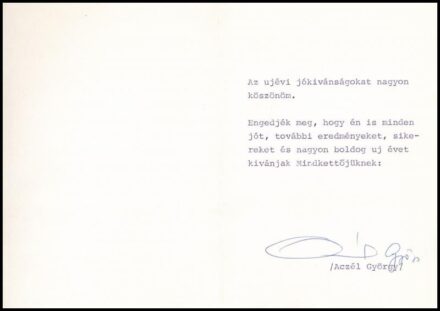 Az ujévi jókivánságokat nagyon
köszönöm.
Engedjék meg, hogy én is minden
jót, további eredményeket, sike-
reket és nagyon boldog uj évet
kivánjak Mindkettőjüknek:
/Aczél György/